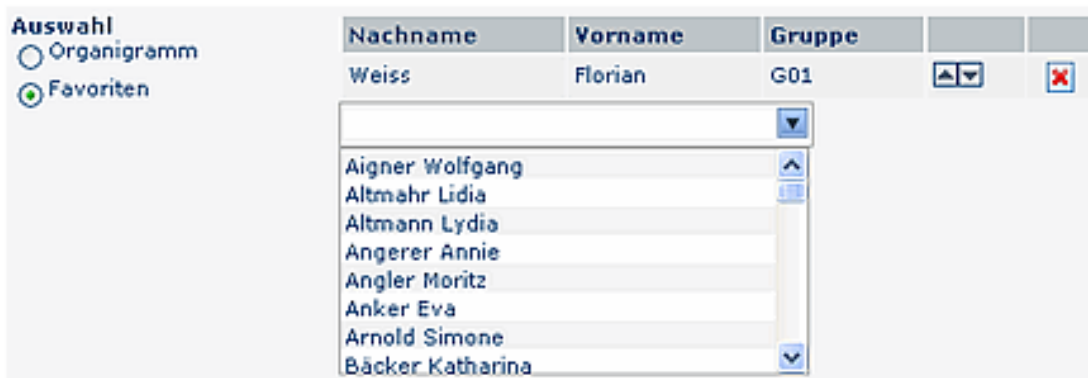 Auswahl
Organigramm
Favoriten
Nachname Vorname Gruppe
Weiss Florian G01
Aigner Wolfgang
Altmahr Lidia
Altmann Lydia
Angerer Annie
Angler Moritz
Anker Eva
Arnold Simone
Bäcker Katharina